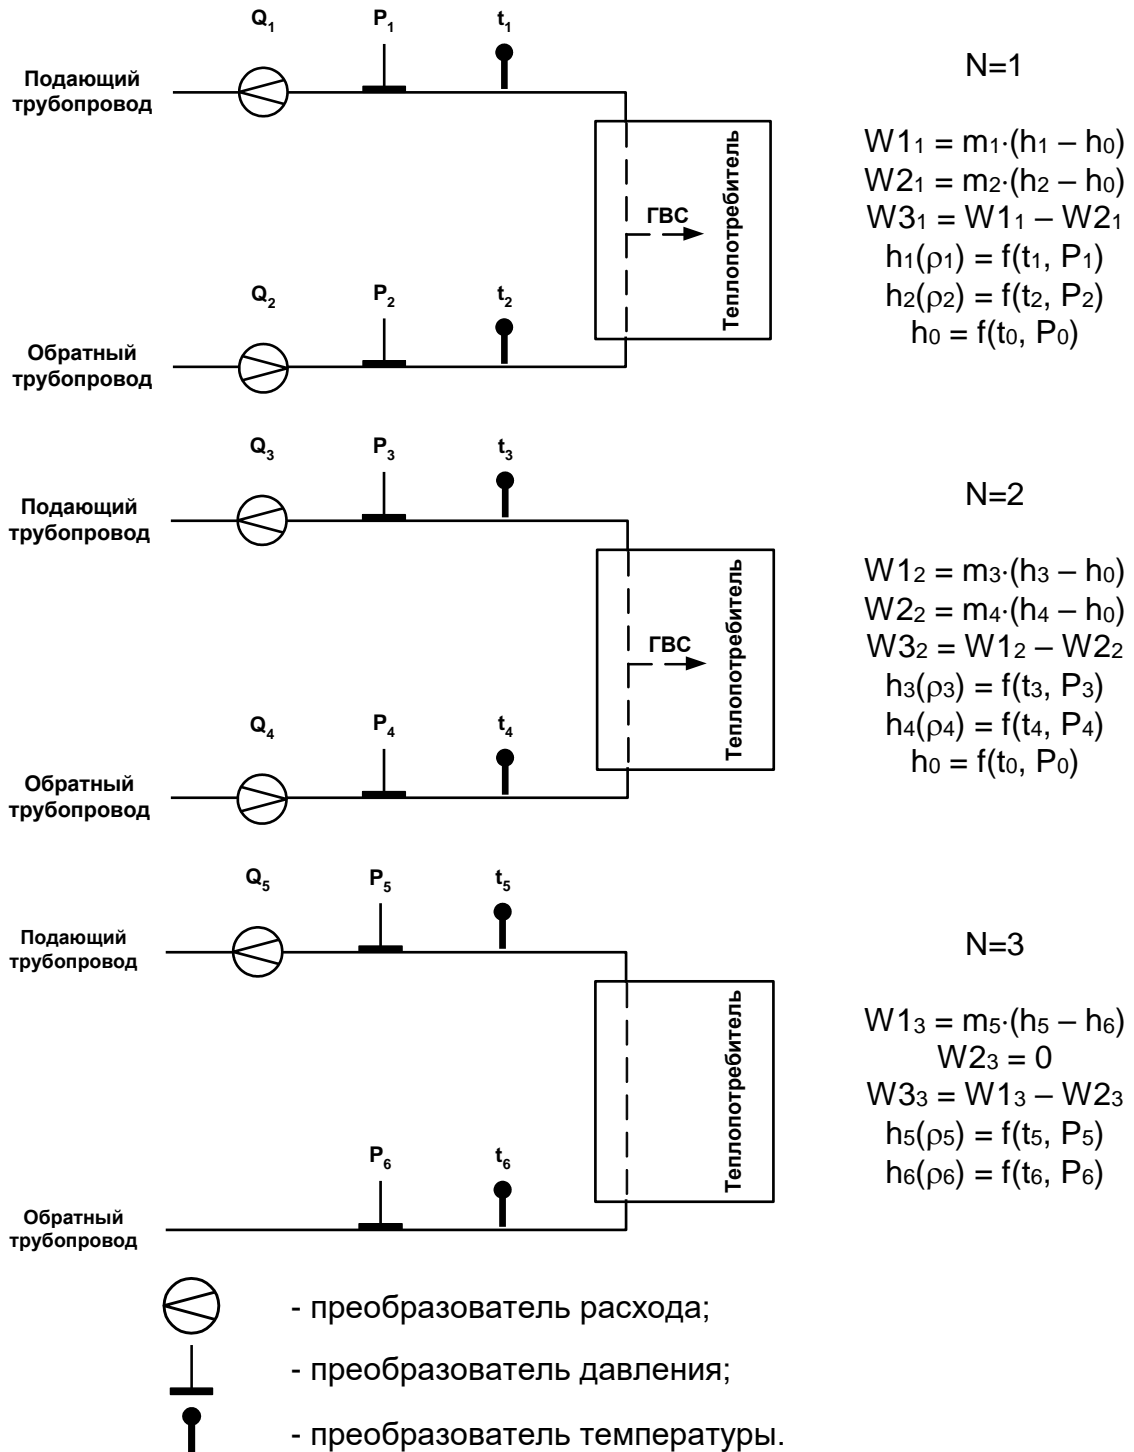 Q₁ P₁ t₁
Подающий
трубопровод
ГВС
Теплопотребитель
Q₂ P₂ t₂
Обратный
трубопровод
N=1
W1₁ = m₁·(h₁ – h₀)
W2₁ = m₂·(h₂ – h₀)
W3₁ = W1₁ – W2₁
h₁(ρ₁) = f(t₁, P₁)
h₂(ρ₂) = f(t₂, P₂)
h₀ = f(t₀, P₀)
Q₃ P₃ t₃
Подающий
трубопровод
ГВС
Теплопотребитель
Q₄ P₄ t₄
Обратный
трубопровод
N=2
W1₂ = m₃·(h₃ – h₀)
W2₂ = m₄·(h₄ – h₀)
W3₂ = W1₂ – W2₂
h₃(ρ₃) = f(t₃, P₃)
h₄(ρ₄) = f(t₄, P₄)
h₀ = f(t₀, P₀)
Q₅ P₅ t₅
Подающий
трубопровод
Теплопотребитель
P₆ t₆
Обратный
трубопровод
N=3
W1₃ = m₅·(h₅ – h₆)
W2₃ = 0
W3₃ = W1₃ – W2₃
h₅(ρ₅) = f(t₅, P₅)
h₆(ρ₆) = f(t₆, P₆)
- преобразователь расхода;
- преобразователь давления;
- преобразователь температуры.